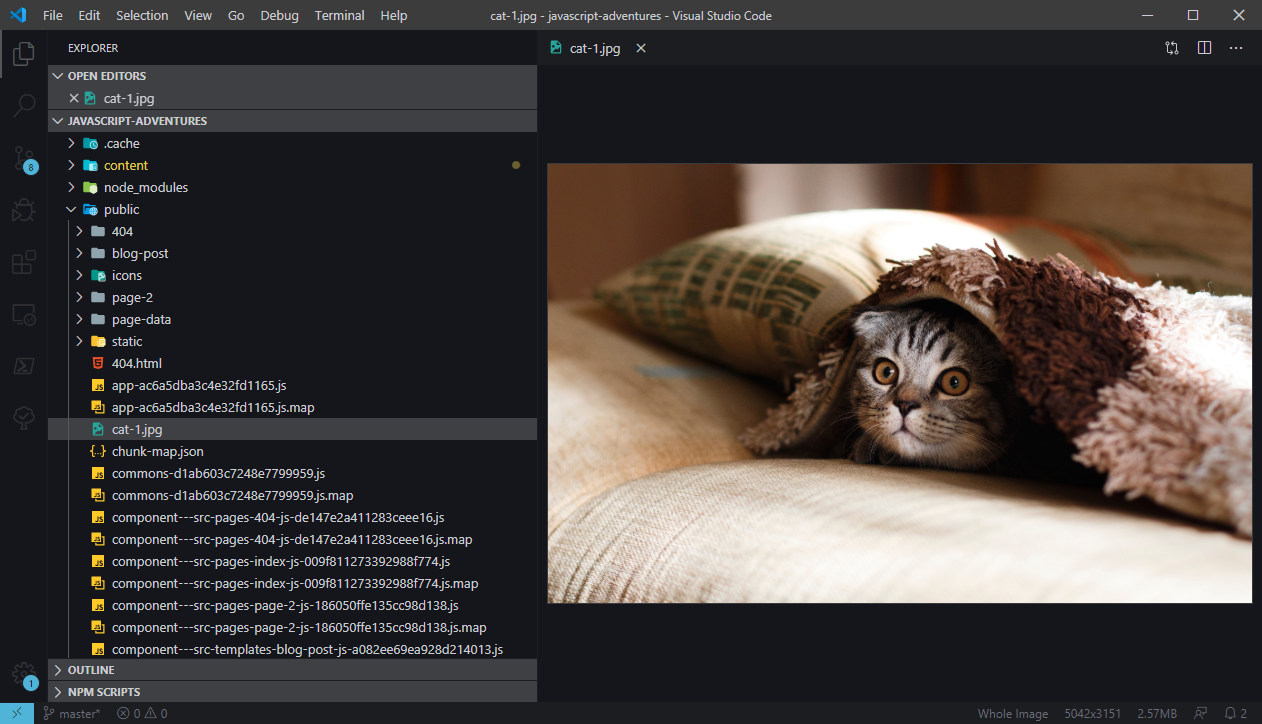 File Edit Selection View Go Debug Terminal Help cat-1.jpg - javascript-adventures - Visual Studio Code
EXPLORER
cat-1.jpg
OPEN EDITORS
cat-1.jpg
JAVASCRIPT-ADVENTURES
.cache
content
8
node_modules
public
404
blog-post
icons
page-2
page-data
static
404.html
app-ac6a5dba3c4e32fd1165.js
app-ac6a5dba3c4e32fd1165.js.map
cat-1.jpg
chunk-map.json
commons-d1ab603c7248e7799959.js
commons-d1ab603c7248e7799959.js.map
component---src-pages-404-js-de147e2a411283ceee16.js
component---src-pages-404-js-de147e2a411283ceee16.js.map
component---src-pages-index-js-009f811273392988f774.js
component---src-pages-index-js-009f811273392988f774.js.map
component---src-pages-page-2-js-186050ffe135cc98d138.js
component---src-pages-page-2-js-186050ffe135cc98d138.js.map
component---src-templates-blog-post-js-a082ee69ea928d214013.js
OUTLINE
1
NPM SCRIPTS
master* 0 0 Whole Image 5042x3151 2.57MB 2